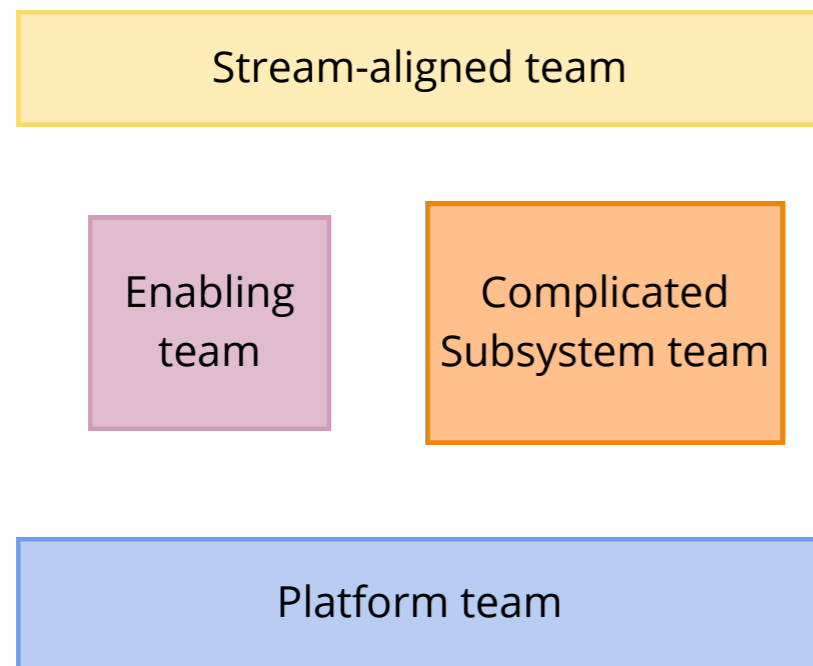 Stream-aligned team
Enabling
team
Complicated
Subsystem team
Platform team